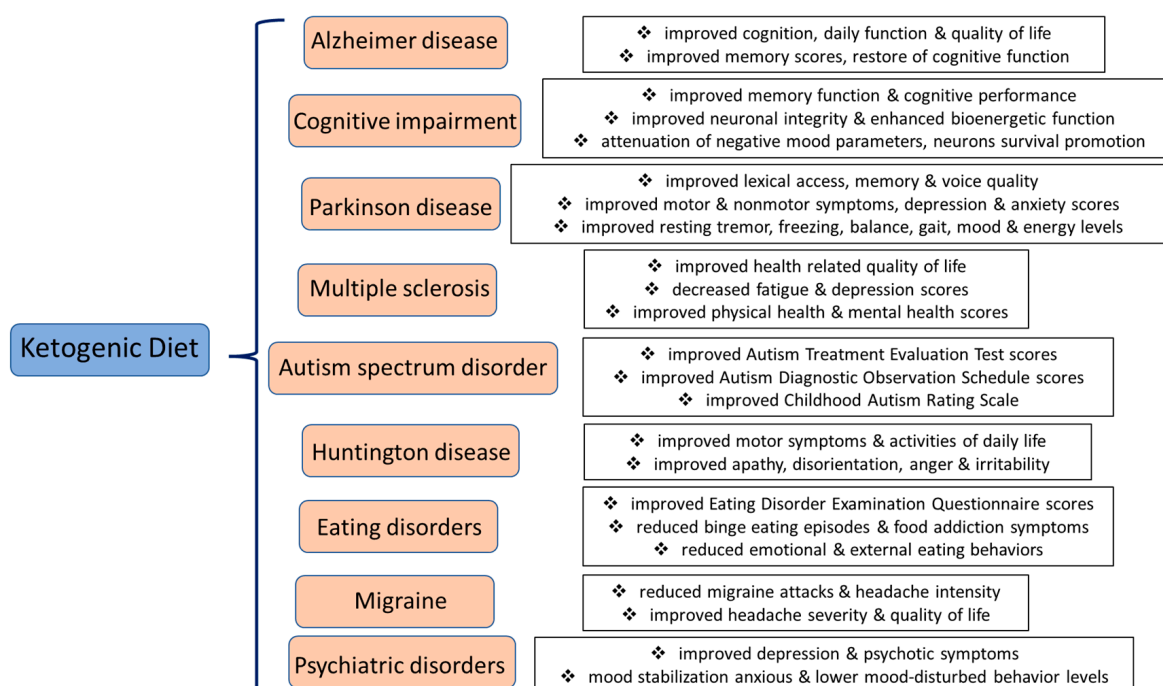 Ketogenic Diet
Alzheimer disease
❖ improved cognition, daily function & quality of life
❖ improved memory scores, restore of cognitive function
Cognitive impairment
❖ improved memory function & cognitive performance
❖ improved neuronal integrity & enhanced bioenergetic function
❖ attenuation of negative mood parameters, neurons survival promotion
Parkinson disease
❖ improved lexical access, memory & voice quality
❖ improved motor & nonmotor symptoms, depression & anxiety scores
❖ improved resting tremor, freezing, balance, gait, mood & energy levels
Multiple sclerosis
❖ improved health related quality of life
❖ decreased fatigue & depression scores
❖ improved physical health & mental health scores
Autism spectrum disorder
❖ improved Autism Treatment Evaluation Test scores
❖ improved Autism Diagnostic Observation Schedule scores
❖ improved Childhood Autism Rating Scale
Huntington disease
❖ improved motor symptoms & activities of daily life
❖ improved apathy, disorientation, anger & irritability
Eating disorders
❖ improved Eating Disorder Examination Questionnaire scores
❖ reduced binge eating episodes & food addiction symptoms
❖ reduced emotional & external eating behaviors
Migraine
❖ reduced migraine attacks & headache intensity
❖ improved headache severity & quality of life
Psychiatric disorders
❖ improved depression & psychotic symptoms
❖ mood stabilization anxious & lower mood-disturbed behavior levels